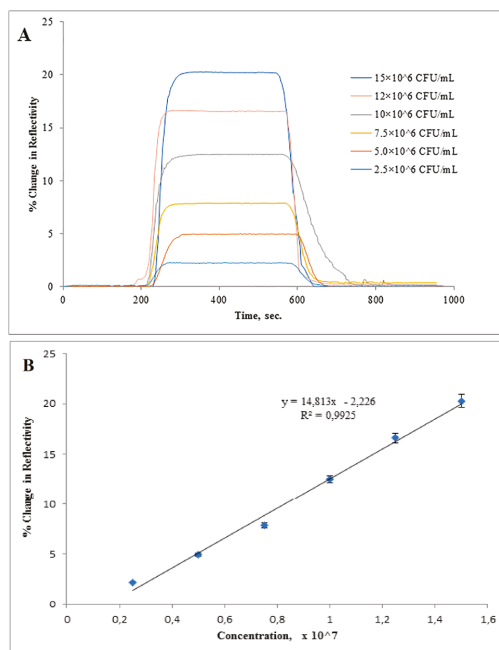 A
25
20
15
10
5
0
0
200
400
600
800
1000
% Change in Reflectivity
Time, sec.
15×10^6 CFU/mL
12×10^6 CFU/mL
10×10^6 CFU/mL
7.5×10^6 CFU/mL
5.0×10^6 CFU/mL
2.5×10^6 CFU/mL
B
25
20
15
10
5
0
0
0,2
0,4
0,6
0,8
1
1,2
1,4
1,6
% Change in Reflectivity
y = 14,813x - 2,226
R² = 0,9925
Concentration, x 10^7